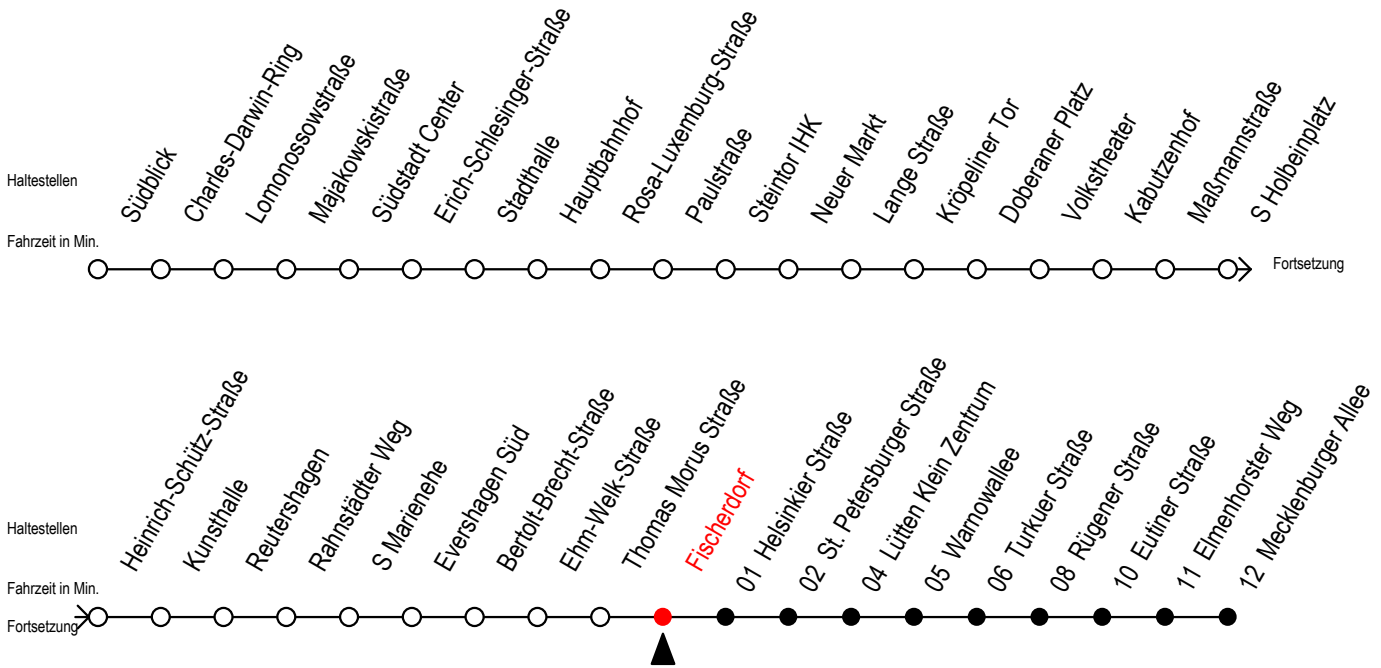 Haltestellen
Südblick
Charles-Darwin-Ring
Lomonossowstraße
Majakowskistraße
Südstadt Center
Erich-Schlesinger-Straße
Stadthalle
Hauptbahnhof
Rosa-Luxemburg-Straße
Paulstraße
Steintor IHK
Neuer Markt
Lange Straße
Kröpeliner Tor
Doberaner Platz
Volkstheater
Kabutzenhof
Maßmannstraße
S Holbeinplatz
Fahrzeit in Min.
Fortsetzung
Haltestellen
Heinrich-Schütz-Straße
Kunsthalle
Reutershagen
Rahnstädter Weg
S Marienehe
Evershagen Süd
Bertolt-Brecht-Straße
Ehm-Welk-Straße
Thomas Morus Straße
Fischerdorf
01 Helsinkier Straße
02 St. Petersburger Straße
04 Lütten Klein Zentrum
05 Warnowallee
06 Turkuer Straße
08 Rügener Straße
10 Eutiner Straße
11 Elmenhorster Weg
12 Mecklenburger Allee
Fahrzeit in Min.
Fortsetzung